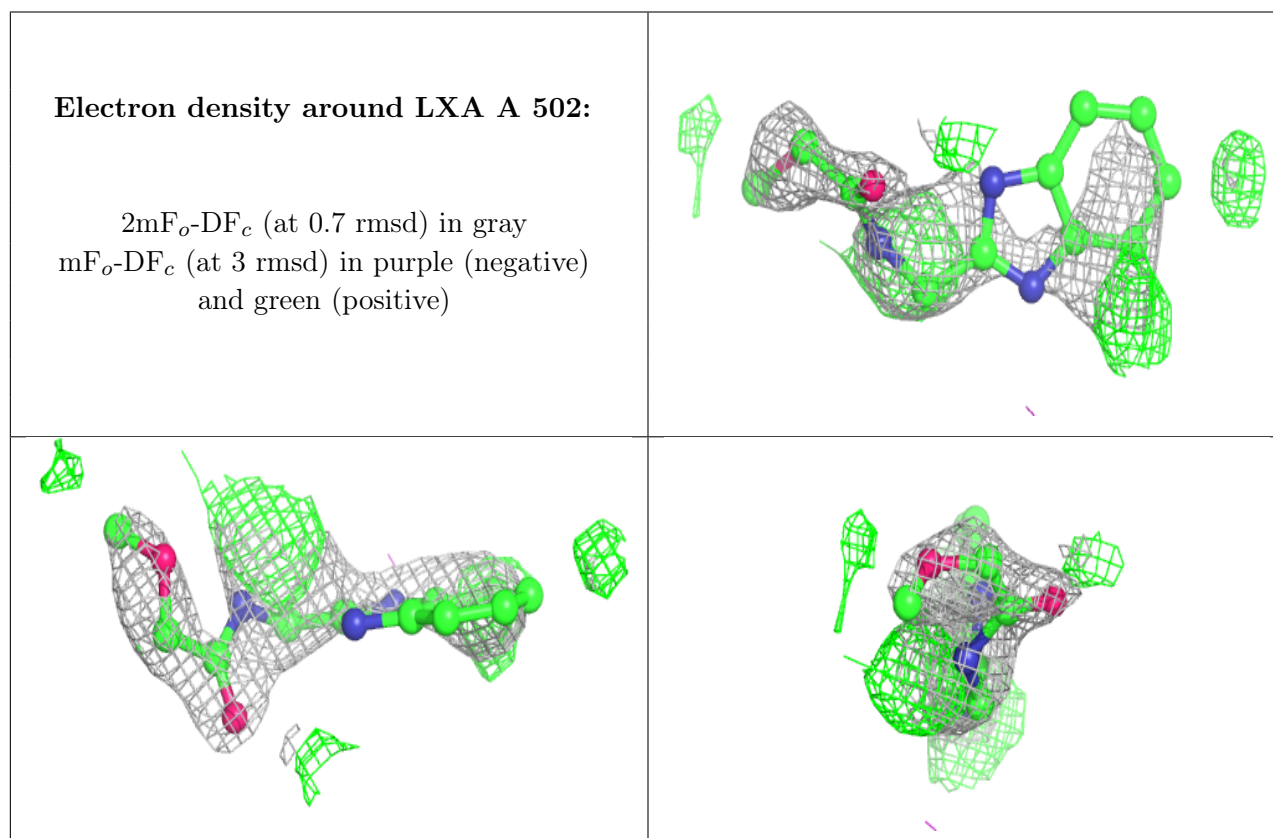 Electron density around LXA A 502:
2mFo-DFc (at 0.7 rmsd) in gray
mFo-DFc (at 3 rmsd) in purple (negative)
and green (positive)